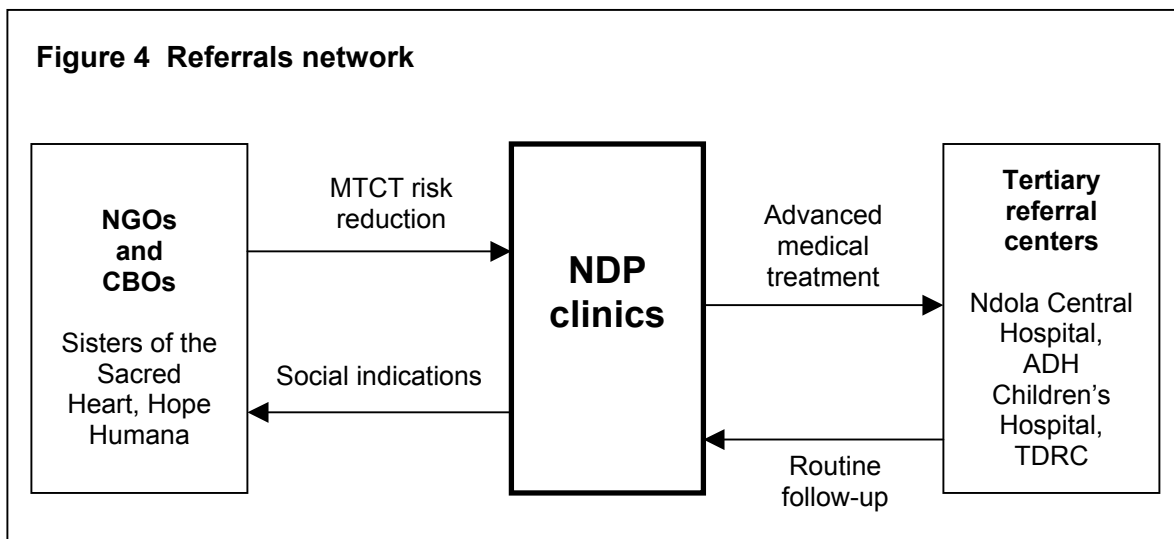 Figure 4  Referrals network
NGOs
and
CBOs
Sisters of the
Sacred
Heart, Hope
Humana
MTCT risk
reduction
Social indications
NDP
clinics
Advanced
medical
treatment
Routine
follow-up
Tertiary
referral
centers
Ndola Central
Hospital,
ADH
Children’s
Hospital,
TDRC